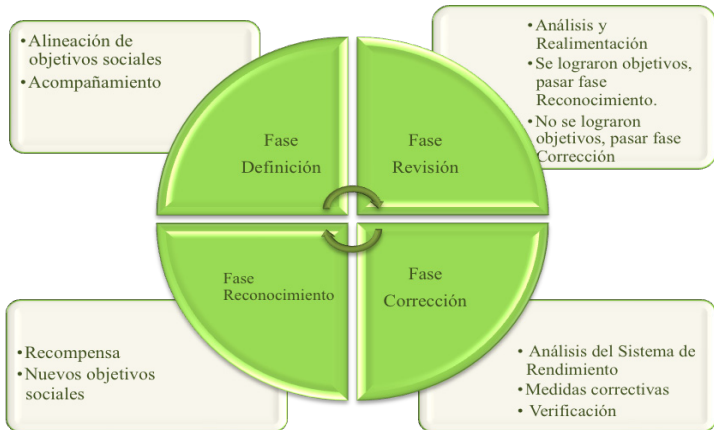 •Alineación de
objetivos sociales
•Acompañamiento
•Análisis y
Realimentación
•Se lograron objetivos,
pasar fase
Reconocimiento.
•No se lograron
objetivos, pasar fase
Corrección
Fase
Definición
Fase
Revisión
Fase
Reconocimiento
Fase
Corrección
•Recompensa
•Nuevos objetivos
sociales
• Análisis del Sistema de
Rendimiento
• Medidas correctivas
• Verificación